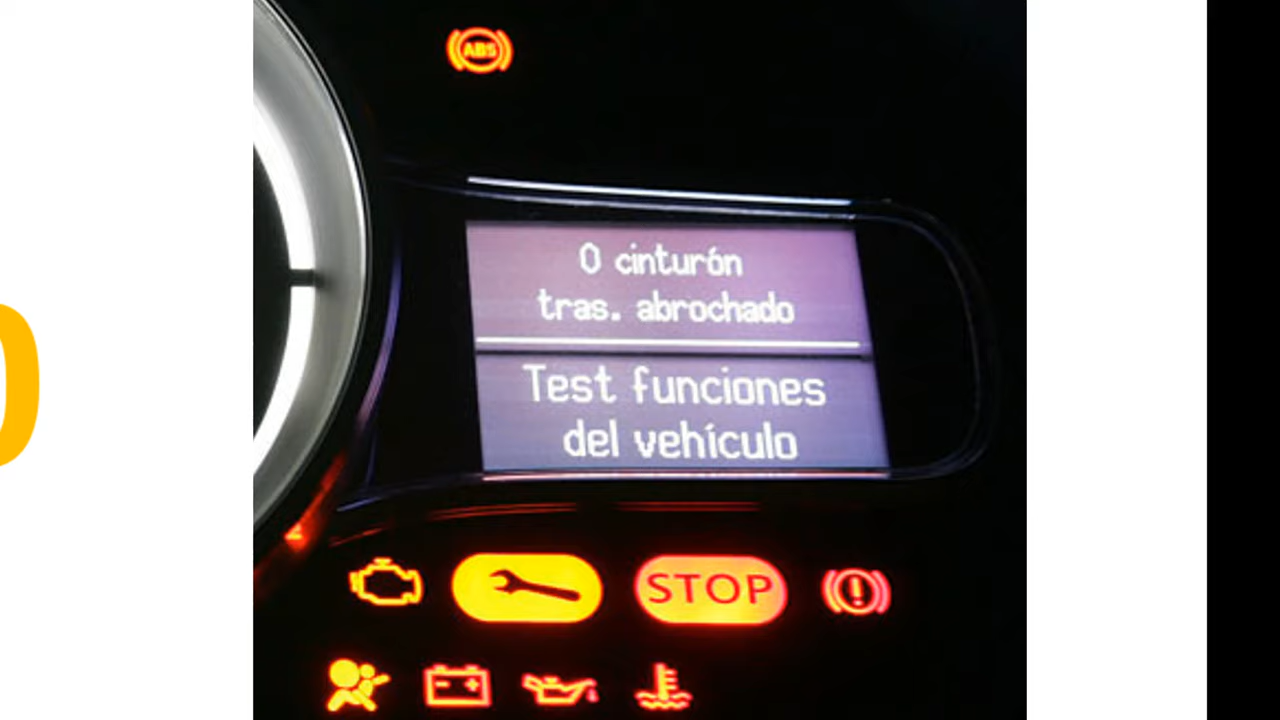 ABS
0 cinturón
tras. abrochado
Test funciones
del vehículo
STOP